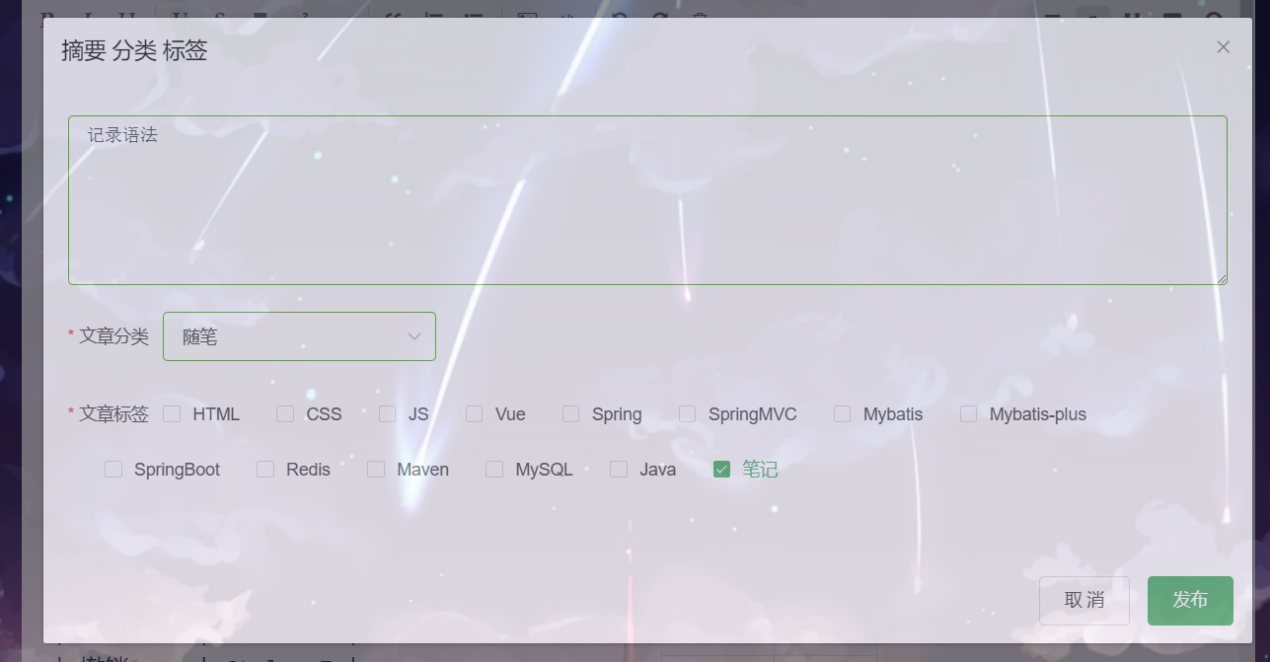 摘要 分类 标签
记录语法
* 文章分类 随笔
* 文章标签 HTML CSS JS Vue Spring SpringMVC Mybatis Mybatis-plus
SpringBoot Redis Maven MySQL Java 笔记
取消 发布